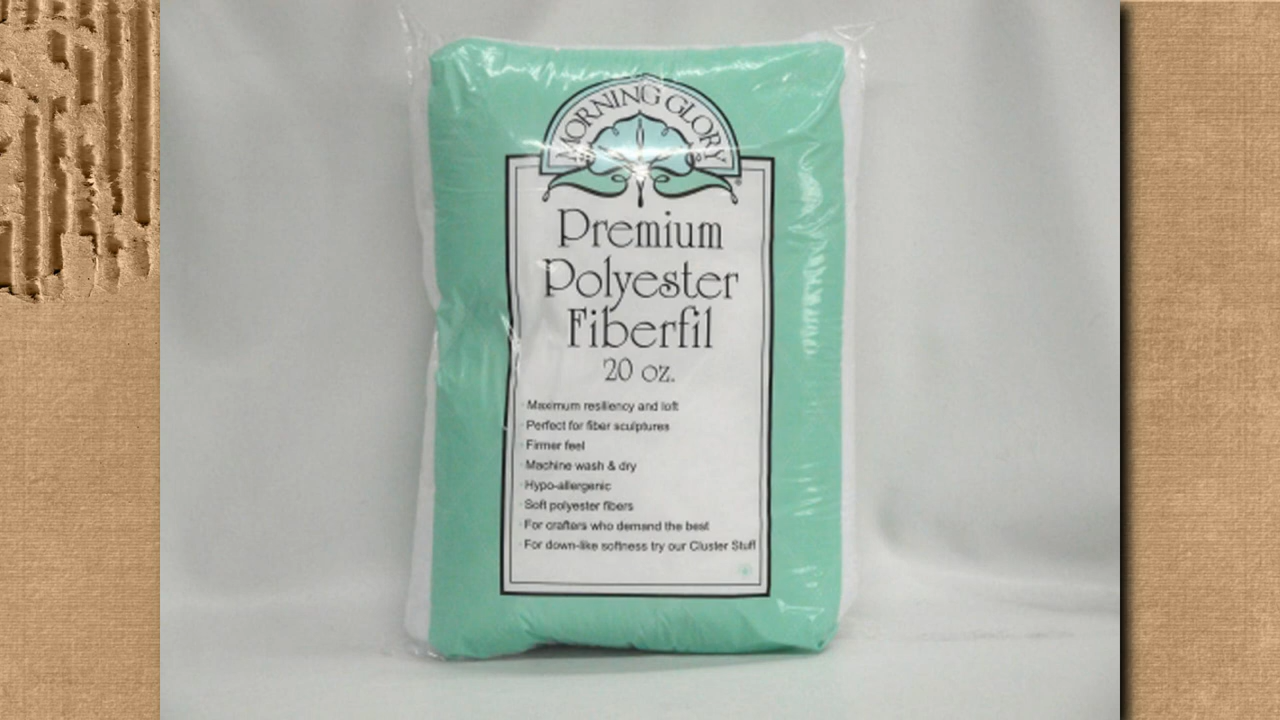 MORNING GLORY
Premium
Polyester
Fiberfil
20 oz.
· Maximum resiliency and loft
· Perfect for fiber sculptures
· Firmer feel
· Machine wash & dry
· Hypo-allergenic
· Soft polyester fibers
· For crafters who demand the best
· For down-like softness try our Cluster Stuff